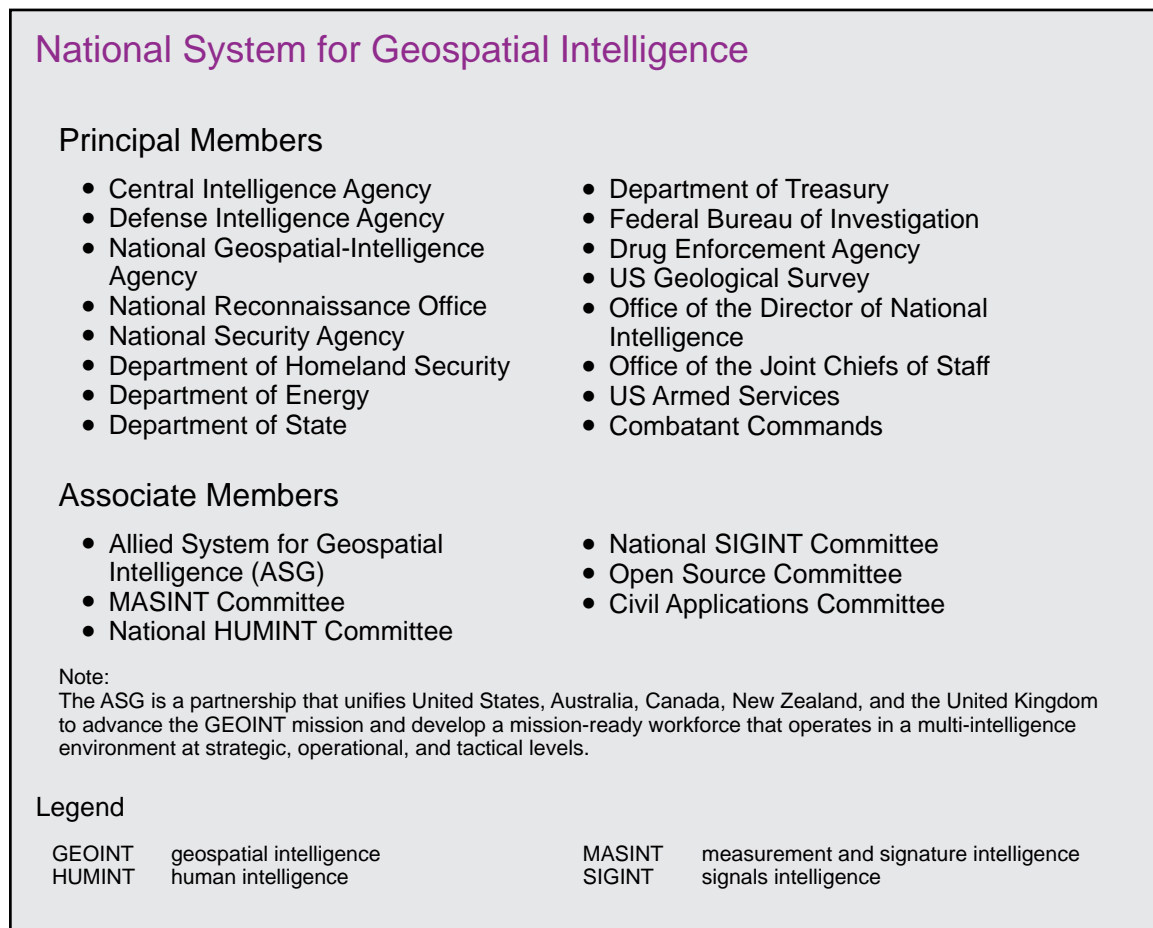 National System for Geospatial Intelligence
Principal Members
• Central Intelligence Agency
• Defense Intelligence Agency
• National Geospatial-Intelligence
Agency
• National Reconnaissance Office
• National Security Agency
• Department of Homeland Security
• Department of Energy
• Department of State
• Department of Treasury
• Federal Bureau of Investigation
• Drug Enforcement Agency
• US Geological Survey
• Office of the Director of National
Intelligence
• Office of the Joint Chiefs of Staff
• US Armed Services
• Combatant Commands
Associate Members
• Allied System for Geospatial
Intelligence (ASG)
• MASINT Committee
• National HUMINT Committee
• National SIGINT Committee
• Open Source Committee
• Civil Applications Committee
Note:
The ASG is a partnership that unifies United States, Australia, Canada, New Zealand, and the United Kingdom
to advance the GEOINT mission and develop a mission-ready workforce that operates in a multi-intelligence
environment at strategic, operational, and tactical levels.
Legend
GEOINT geospatial intelligence
HUMINT human intelligence
MASINT measurement and signature intelligence
SIGINT signals intelligence